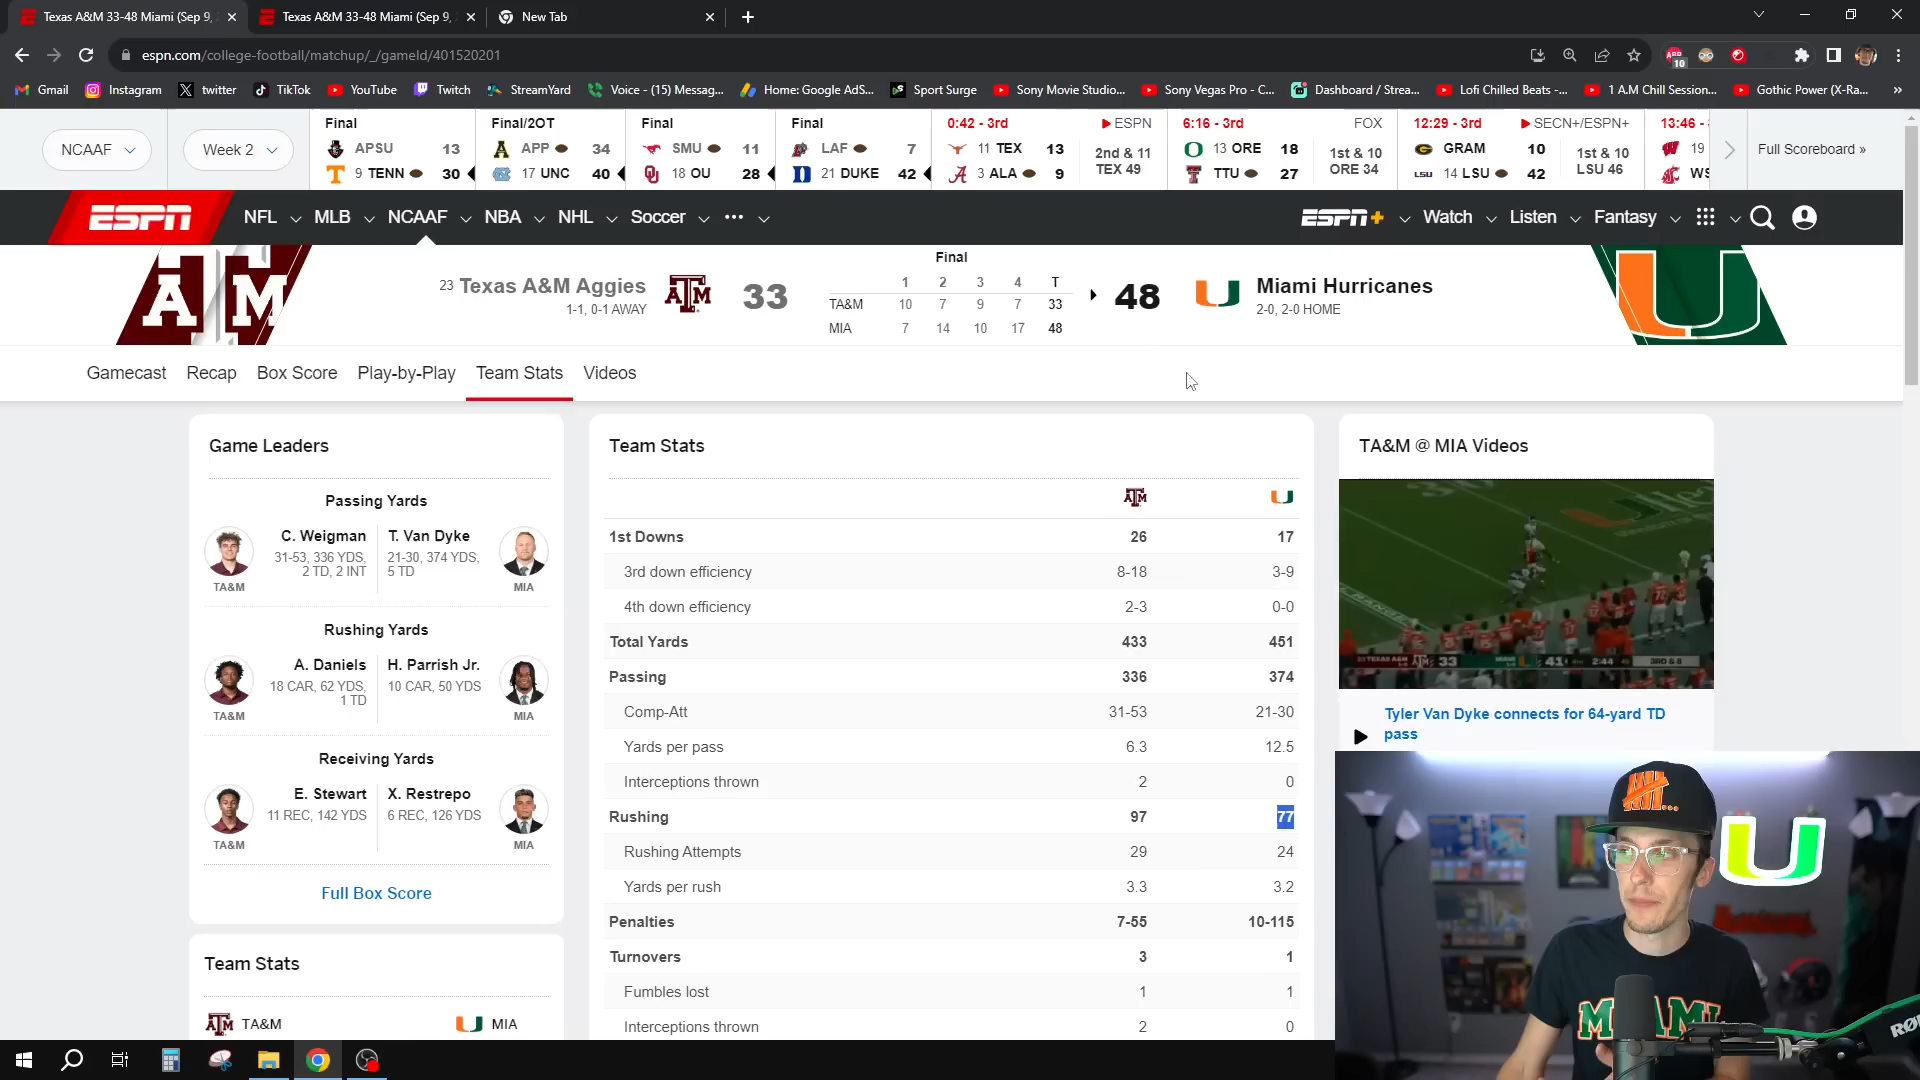 Texas A&M 33-48 Miami (Sep 9,
Texas A&M 33-48 Miami (Sep 9,
New Tab
espn.com/college-football/matchup/_/gameId/401520201
10
Gmail
Instagram
twitter
TikTok
YouTube
Twitch
StreamYard
Voice - (15) Messag...
Home: Google AdS...
Sport Surge
Sony Movie Studio...
Sony Vegas Pro - C...
Dashboard / Strea...
Lofi Chilled Beats -...
1 A.M Chill Session...
Gothic Power (X-Ra...
NCAAF
Week 2
Final
APSU 13
9 TENN 30
Final/2OT
APP 34
17 UNC 40
Final
SMU 11
18 OU 28
Final
LAF 7
21 DUKE 42
0:42 - 3rd ESPN
11 TEX 13
3 ALA 9
2nd & 11
TEX 49
6:16 - 3rd FOX
13 ORE 18
TTU 27
1st & 10
ORE 34
12:29 - 3rd SECN+/ESPN+
GRAM 10
14 LSU 42
1st & 10
LSU 46
13:46 -
19
WS
Full Scoreboard »
ESPN
NFL
MLB
NCAAF
NBA
NHL
Soccer
ESPN+
Watch
Listen
Fantasy
23 Texas A&M Aggies
1-1, 0-1 AWAY
33
Final
1 2 3 4 T
TA&M 10 7 9 7 33
MIA 7 14 10 17 48
48
Miami Hurricanes
2-0, 2-0 HOME
Gamecast
Recap
Box Score
Play-by-Play
Team Stats
Videos
Game Leaders
Passing Yards
C. Weigman
31-53, 336 YDS,
2 TD, 2 INT
TA&M
T. Van Dyke
21-30, 374 YDS,
5 TD
MIA
Rushing Yards
A. Daniels
18 CAR, 62 YDS,
1 TD
TA&M
H. Parrish Jr.
10 CAR, 50 YDS
MIA
Receiving Yards
E. Stewart
11 REC, 142 YDS
TA&M
X. Restrepo
6 REC, 126 YDS
MIA
Full Box Score
Team Stats
TA&M
MIA
Team Stats
1st Downs 26 17
3rd down efficiency 8-18 3-9
4th down efficiency 2-3 0-0
Total Yards 433 451
Passing 336 374
Comp-Att 31-53 21-30
Yards per pass 6.3 12.5
Interceptions thrown 2 0
Rushing 97 77
Rushing Attempts 29 24
Yards per rush 3.3 3.2
Penalties 7-55 10-115
Turnovers 3 1
Fumbles lost 1 1
Interceptions thrown 2 0
TA&M @ MIA Videos
33
41
2:44
3RD & 8
Tyler Van Dyke connects for 64-yard TD
pass
MIAMI